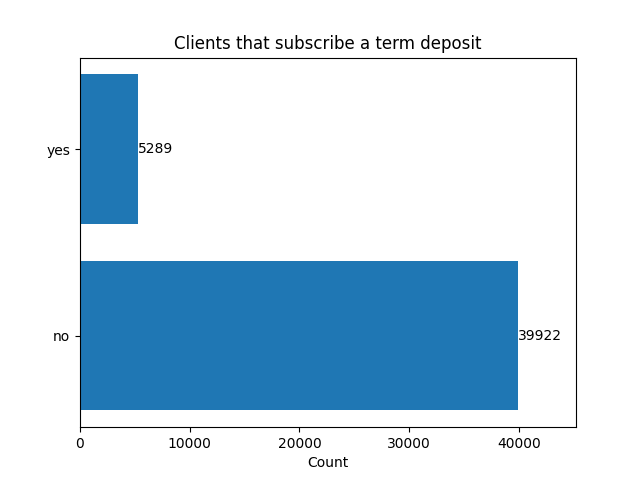 Clients that subscribe a term deposit
yes
5289
no
39922
0 10000 20000 30000 40000
Count